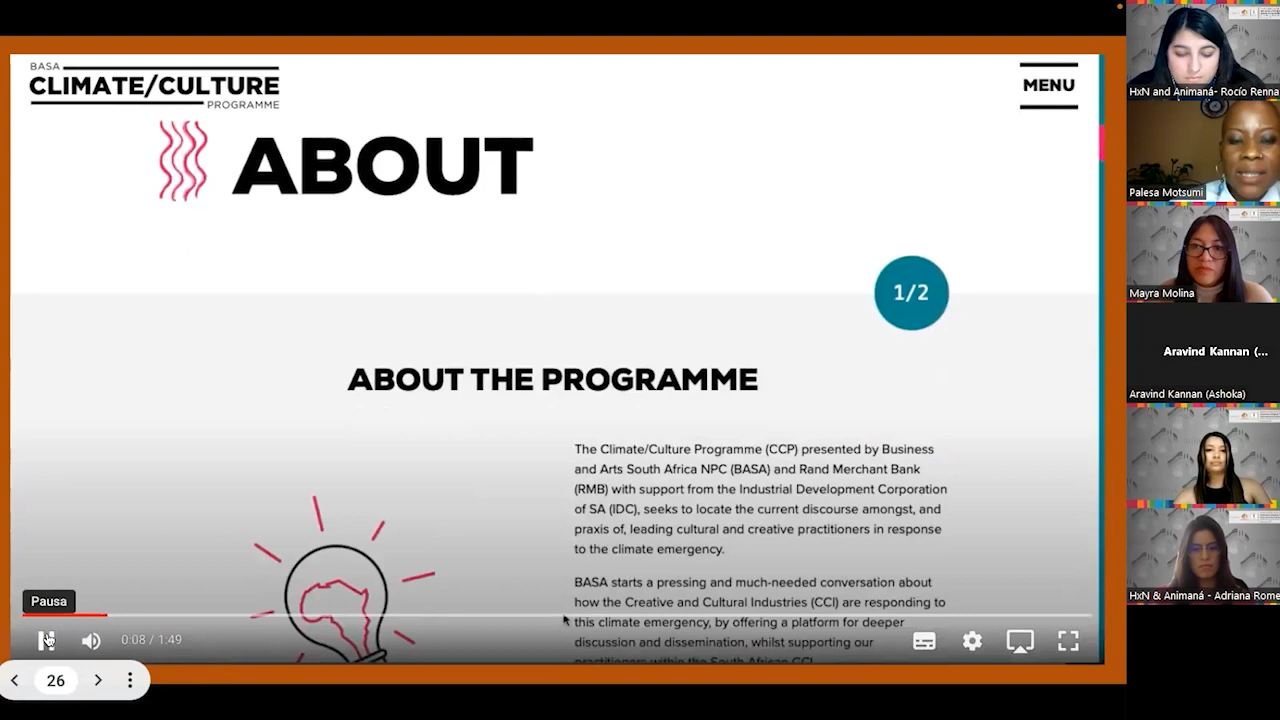 BASA
CLIMATE/CULTURE
PROGRAMME
MENU
ABOUT
1/2
ABOUT THE PROGRAMME
The Climate/Culture Programme (CCP) presented by Business
and Arts South Africa NPC (BASA) and Rand Merchant Bank
(RMB) with support from the Industrial Development Corporation
of SA (IDC), seeks to locate the current discourse amongst, and
praxis of, leading cultural and creative practitioners in response
to the climate emergency.
BASA starts a pressing and much-needed conversation about
how the Creative and Cultural Industries (CCI) are responding to
this climate emergency, by offering a platform for deeper
discussion and dissemination, whilst supporting our
practitioners within the South African CCI.
Pausa
0:08 / 1:49
26
HxN and Animaná- Rocío Renna
Palesa Motsumi
Mayra Molina
Aravind Kannan (...
Aravind Kannan (Ashoka)
HxN & Animaná - Adriana Rome